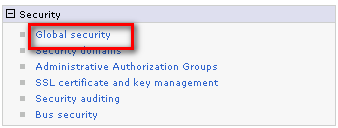 Security
Global security
Security domains
Administrative Authorization Groups
SSL certificate and key management
Security auditing
Bus security